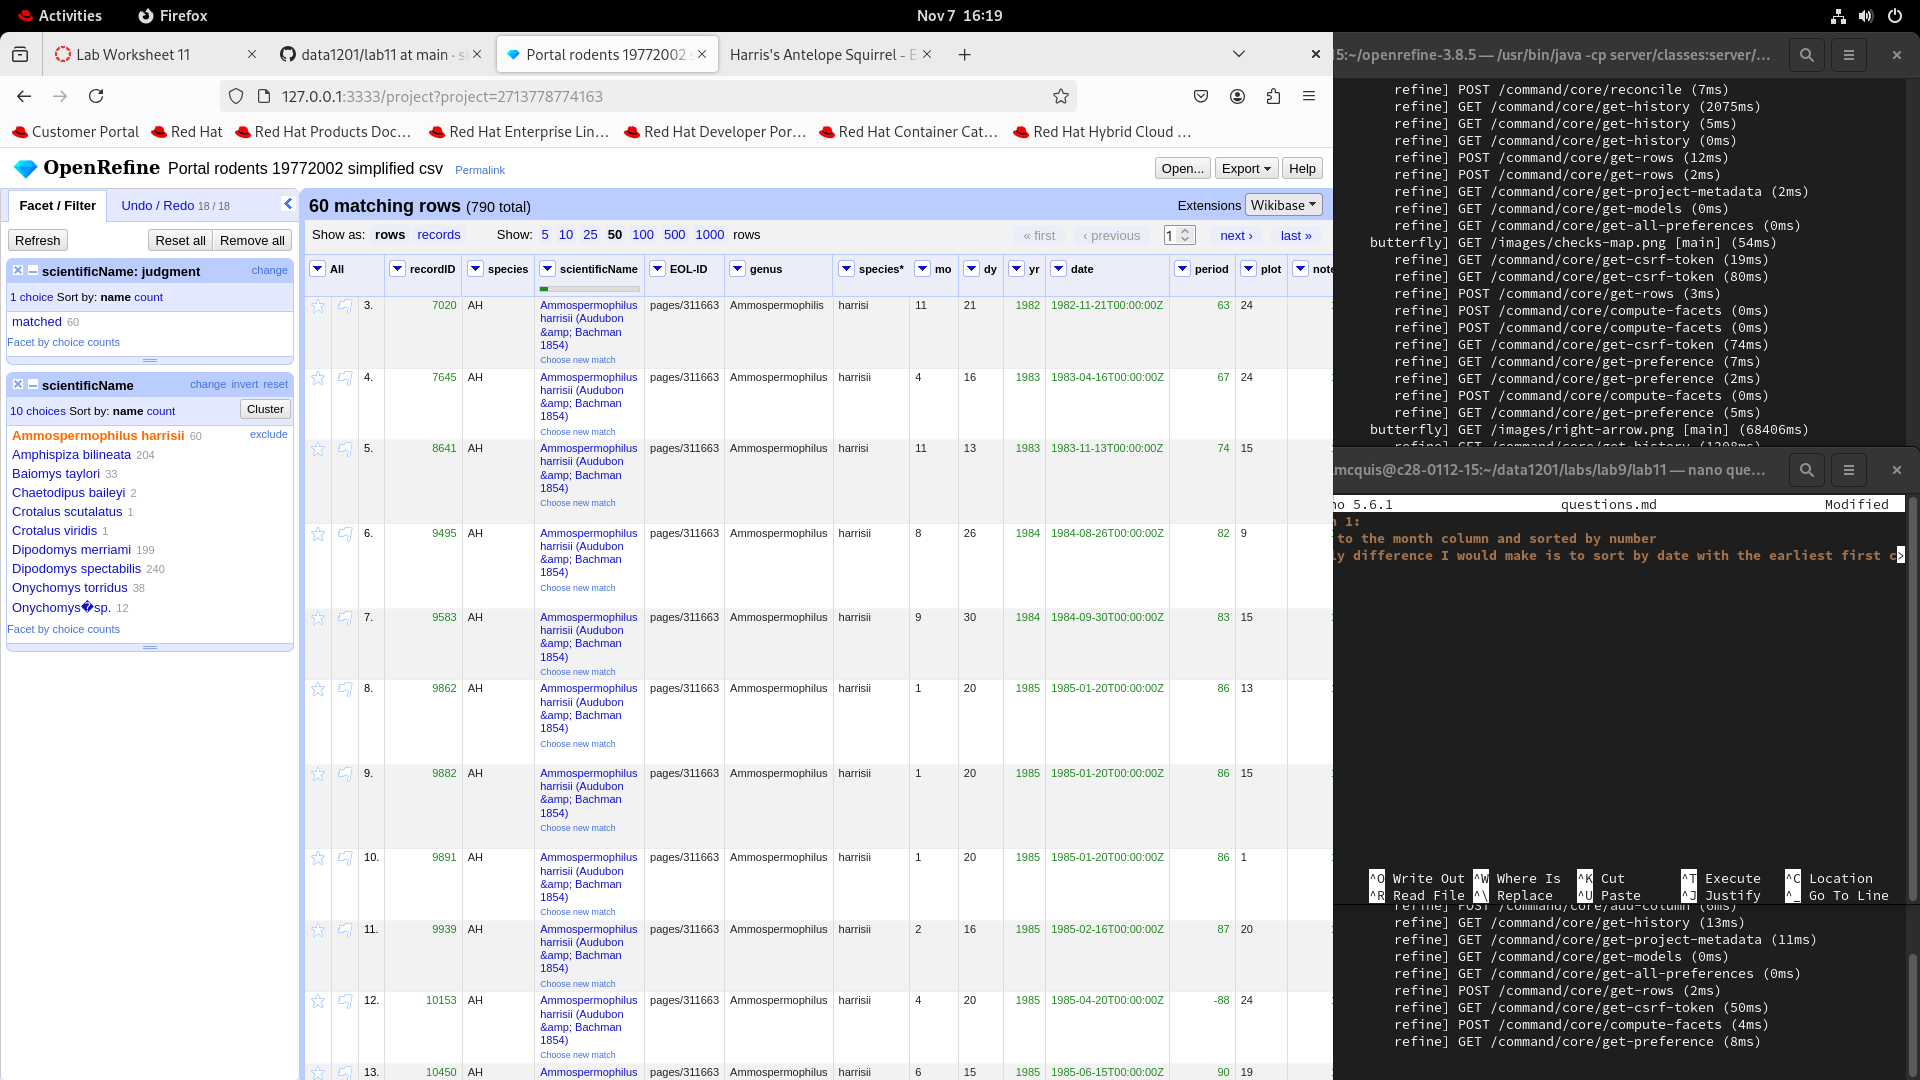 Activities Firefox Nov 7 16:19
Lab Worksheet 11 data1201/lab11 at main · s Portal rodents 19772002 s Harris's Antelope Squirrel - E
127.0.0.1:3333/project?project=2713778774163
Customer Portal Red Hat Red Hat Products Doc… Red Hat Enterprise Lin… Red Hat Developer Por… Red Hat Container Cat… Red Hat Hybrid Cloud …
OpenRefine Portal rodents 19772002 simplified csv Permalink Open... Export Help
Facet / Filter Undo / Redo 18 / 18
Refresh Reset all Remove all
scientificName: judgment change
1 choice Sort by: name count
matched 60
Facet by choice counts
scientificName change invert reset
10 choices Sort by: name count Cluster
Ammospermophilus harrisii 60 exclude
Amphispiza bilineata 204
Baiomys taylori 33
Chaetodipus baileyi 2
Crotalus scutalatus 1
Crotalus viridis 1
Dipodomys merriami 199
Dipodomys spectabilis 240
Onychomys torridus 38
Onychomys�sp. 12
Facet by choice counts
60 matching rows (790 total) Extensions Wikibase
Show as: rows records Show: 5 10 25 50 100 500 1000 rows « first ‹ previous 1 next › last »
All recordID species scientificName EOL-ID genus species* mo dy yr date period plot note
3. 7020 AH Ammospermophilus harrisii (Audubon &amp; Bachman 1854) pages/311663 Ammospermophilis harrisi 11 21 1982 1982-11-21T00:00:00Z 63 24
Choose new match
4. 7645 AH Ammospermophilus harrisii (Audubon &amp; Bachman 1854) pages/311663 Ammospermophilus harrisii 4 16 1983 1983-04-16T00:00:00Z 67 24
Choose new match
5. 8641 AH Ammospermophilus harrisii (Audubon &amp; Bachman 1854) pages/311663 Ammospermophilus harrisi 11 13 1983 1983-11-13T00:00:00Z 74 15
Choose new match
6. 9495 AH Ammospermophilus harrisii (Audubon &amp; Bachman 1854) pages/311663 Ammospermophilus harrisii 8 26 1984 1984-08-26T00:00:00Z 82 9
Choose new match
7. 9583 AH Ammospermophilus harrisii (Audubon &amp; Bachman 1854) pages/311663 Ammospermophilus harrisii 9 30 1984 1984-09-30T00:00:00Z 83 15
Choose new match
8. 9862 AH Ammospermophilus harrisii (Audubon &amp; Bachman 1854) pages/311663 Ammospermophilus harrisii 1 20 1985 1985-01-20T00:00:00Z 86 13
Choose new match
9. 9882 AH Ammospermophilus harrisii (Audubon &amp; Bachman 1854) pages/311663 Ammospermophilus harrisii 1 20 1985 1985-01-20T00:00:00Z 86 15
Choose new match
10. 9891 AH Ammospermophilus harrisii (Audubon &amp; Bachman 1854) pages/311663 Ammospermophilus harrisii 1 20 1985 1985-01-20T00:00:00Z 86 1
Choose new match
11. 9939 AH Ammospermophilus harrisii (Audubon &amp; Bachman 1854) pages/311663 Ammospermophilus harrisii 2 16 1985 1985-02-16T00:00:00Z 87 20
Choose new match
12. 10153 AH Ammospermophilus harrisii (Audubon &amp; Bachman 1854) pages/311663 Ammospermophilus harrisii 4 20 1985 1985-04-20T00:00:00Z -88 24
Choose new match
13. 10450 AH Ammospermophilus pages/311663 Ammospermophilus harrisii 6 15 1985 1985-06-15T00:00:00Z 90 19
5:~/openrefine-3.8.5 — /usr/bin/java -cp server/classes:server/…
refine] POST /command/core/reconcile (7ms)
refine] GET /command/core/get-history (2075ms)
refine] GET /command/core/get-history (5ms)
refine] GET /command/core/get-history (0ms)
refine] POST /command/core/get-rows (12ms)
refine] POST /command/core/get-rows (2ms)
refine] GET /command/core/get-project-metadata (2ms)
refine] GET /command/core/get-models (0ms)
refine] GET /command/core/get-all-preferences (0ms)
butterfly] GET /images/checks-map.png [main] (54ms)
refine] GET /command/core/get-csrf-token (19ms)
refine] GET /command/core/get-csrf-token (80ms)
refine] POST /command/core/get-rows (3ms)
refine] POST /command/core/compute-facets (0ms)
refine] POST /command/core/compute-facets (0ms)
refine] GET /command/core/get-csrf-token (74ms)
refine] GET /command/core/get-preference (7ms)
refine] GET /command/core/get-preference (2ms)
refine] POST /command/core/compute-facets (0ms)
refine] GET /command/core/get-preference (5ms)
butterfly] GET /images/right-arrow.png [main] (68406ms)
refine] GET /command/core/get-history (1208ms)
mcquis@c28-0112-15:~/data1201/labs/lab9/lab11 — nano que…
no 5.6.1 questions.md Modified
n 1:
to the month column and sorted by number
ly difference I would make is to sort by date with the earliest first c>
^O Write Out ^W Where Is ^K Cut ^T Execute ^C Location
^R Read File ^\ Replace ^U Paste ^J Justify ^_ Go To Line
refine] POST /command/core/add-column (6ms)
refine] GET /command/core/get-history (13ms)
refine] GET /command/core/get-project-metadata (11ms)
refine] GET /command/core/get-models (0ms)
refine] GET /command/core/get-all-preferences (0ms)
refine] POST /command/core/get-rows (2ms)
refine] GET /command/core/get-csrf-token (50ms)
refine] POST /command/core/compute-facets (4ms)
refine] GET /command/core/get-preference (8ms)